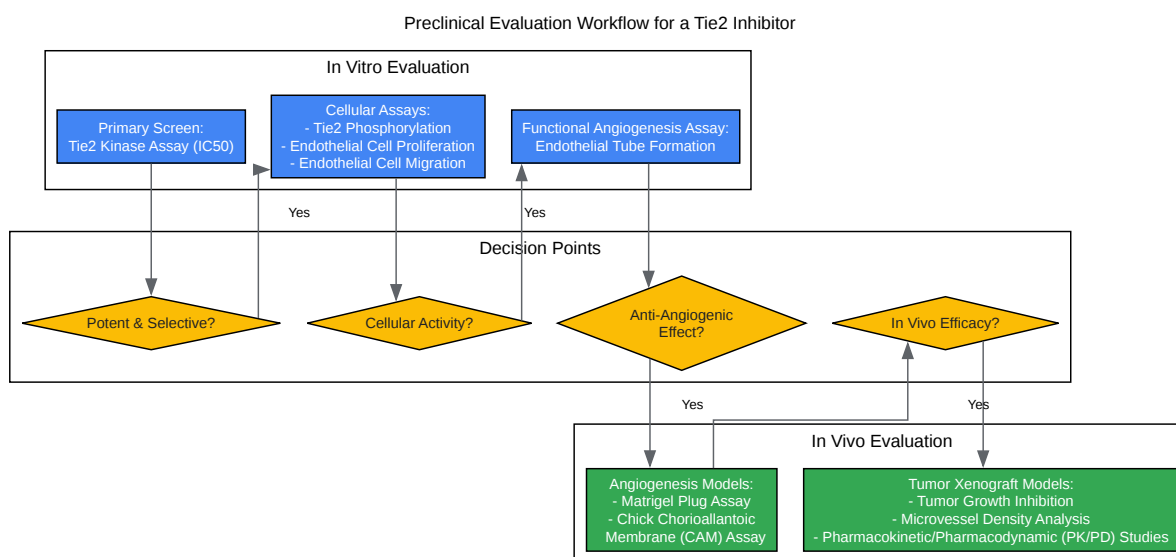 Preclinical Evaluation Workflow for a Tie2 Inhibitor
In Vitro Evaluation
Primary Screen:
Tie2 Kinase Assay (IC50)
Cellular Assays:
- Tie2 Phosphorylation
- Endothelial Cell Proliferation
- Endothelial Cell Migration
Functional Angiogenesis Assay:
Endothelial Tube Formation
Yes
Yes
Decision Points
Potent & Selective?
Cellular Activity?
Anti-Angiogenic
Effect?
In Vivo Efficacy?
Yes
Yes
In Vivo Evaluation
Angiogenesis Models:
- Matrigel Plug Assay
- Chick Chorioallantoic
Membrane (CAM) Assay
Tumor Xenograft Models:
- Tumor Growth Inhibition
- Microvessel Density Analysis
- Pharmacokinetic/Pharmacodynamic (PK/PD) Studies